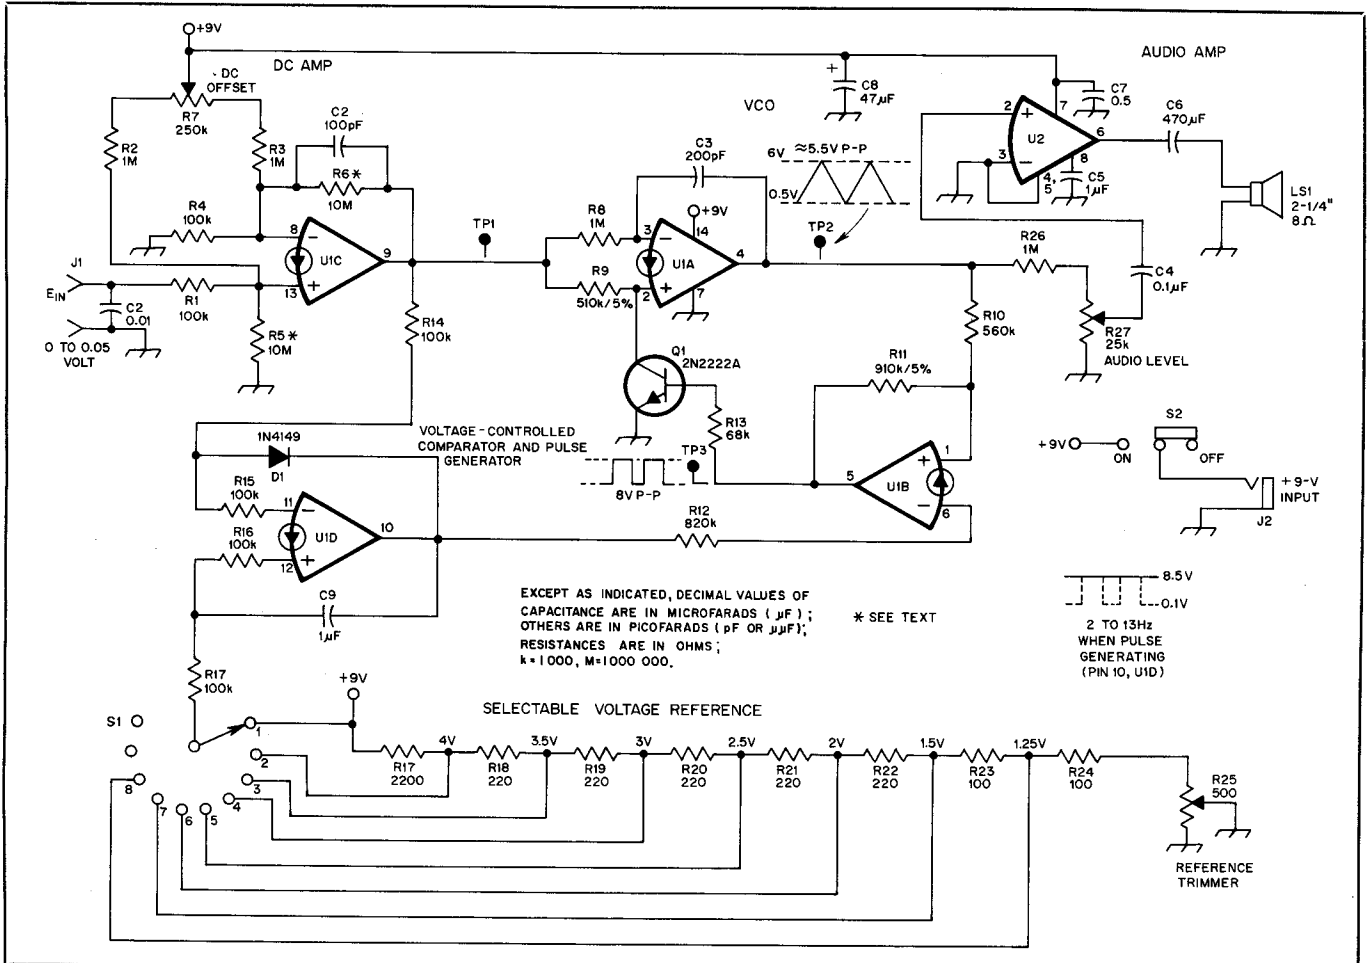 +9V
DC AMP
DC
OFFSET
R7
250k
R2
1M
R3
1M
C2
100pF
R6*
10M
R4
100k
8
U1C
9
13
J1
E_IN
R1
100k
C2
0.01
R5*
10M
0 TO 0.05
VOLT
R14
100k
TP1
R8
1M
R9
510k/5%
C3
200pF
+9V
14
3
U1A
4
2
7
VCO
6V
≈5.5V P-P
0.5V
TP2
C8
47µF
AUDIO AMP
C7
0.5
2
7
U2
6
3
8
4,
5
C5
1µF
C6
470µF
LS1
2-1/4"
8Ω
R26
1M
C4
0.1µF
R27
25k
AUDIO LEVEL
R10
560k
R11
910k/5%
Q1
2N2222A
R13
68k
TP3
8V P-P
VOLTAGE-CONTROLLED
COMPARATOR AND PULSE
GENERATOR
1
5
U1B
6
R12
820k
1N4149
D1
R15
100k
R16
100k
11
U1D
10
12
C9
1µF
R17
100k
S2
+9V
ON
OFF
+9-V
INPUT
J2
8.5V
0.1V
2 TO 13Hz
WHEN PULSE
GENERATING
(PIN 10, U1D)
EXCEPT AS INDICATED, DECIMAL VALUES OF
CAPACITANCE ARE IN MICROFARADS (µF);
OTHERS ARE IN PICOFARADS (pF OR µµF);
RESISTANCES ARE IN OHMS;
k=1000, M=1000 000.
* SEE TEXT
+9V
SELECTABLE VOLTAGE REFERENCE
S1
1
2
3
4
5
6
7
8
4V
3.5V
3V
2.5V
2V
1.5V
1.25V
R17
2200
R18
220
R19
220
R20
220
R21
220
R22
220
R23
100
R24
100
R25
500
REFERENCE
TRIMMER